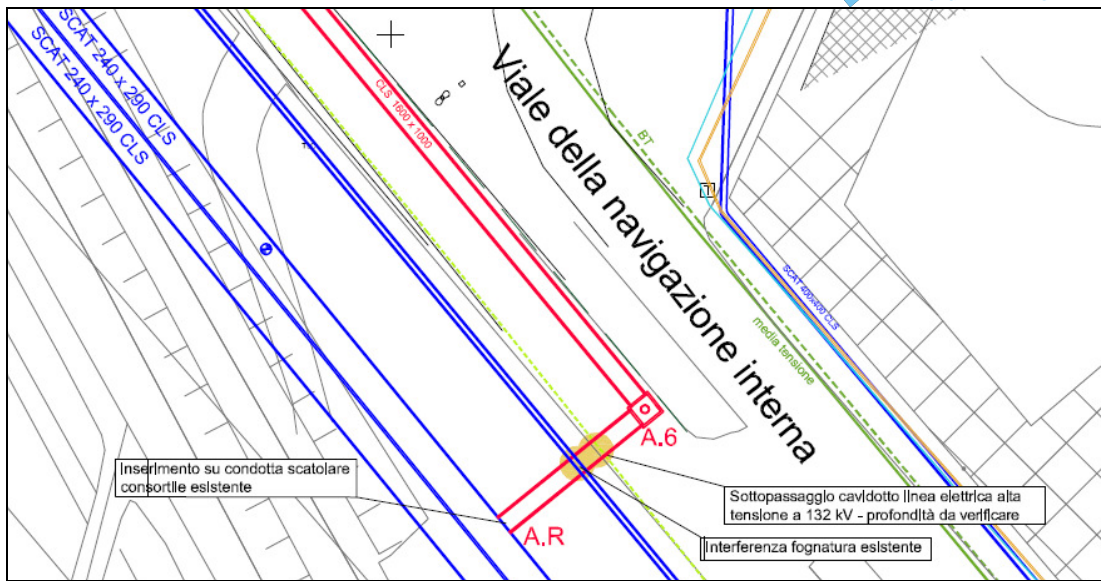 SCAT 240 x 290 CLS
SCAT 240 x 290 CLS
CLS 1600 x 1000
Viale della navigazione interna
BT
1
SCAT 400x400 CLS
media tensione
A.6
A.R
Inserimento su condotta scatolare
consortile esistente
Sottopassaggio cavidotto linea elettrica alta
tensione a 132 kV - profondità da verificare
Interferenza fognatura esistente